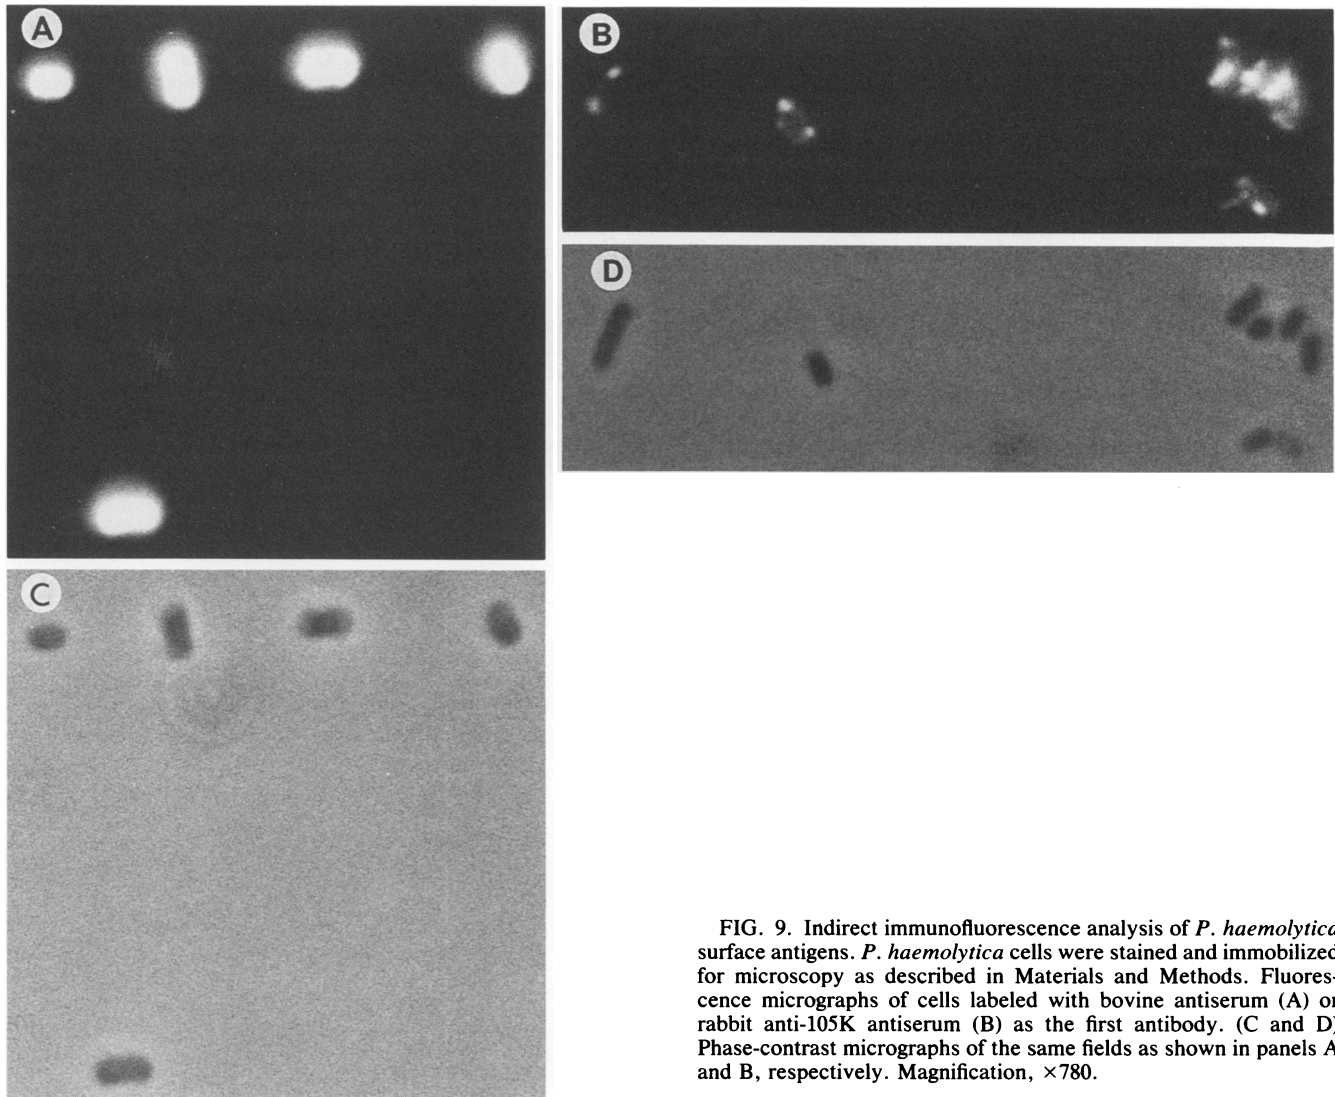 A
B
D
C
FIG. 9. Indirect immunofluorescence analysis of P. haemolytica
surface antigens. P. haemolytica cells were stained and immobilized
for microscopy as described in Materials and Methods. Fluores-
cence micrographs of cells labeled with bovine antiserum (A) or
rabbit anti-105K antiserum (B) as the first antibody. (C and D)
Phase-contrast micrographs of the same fields as shown in panels A
and B, respectively. Magnification, ×780.